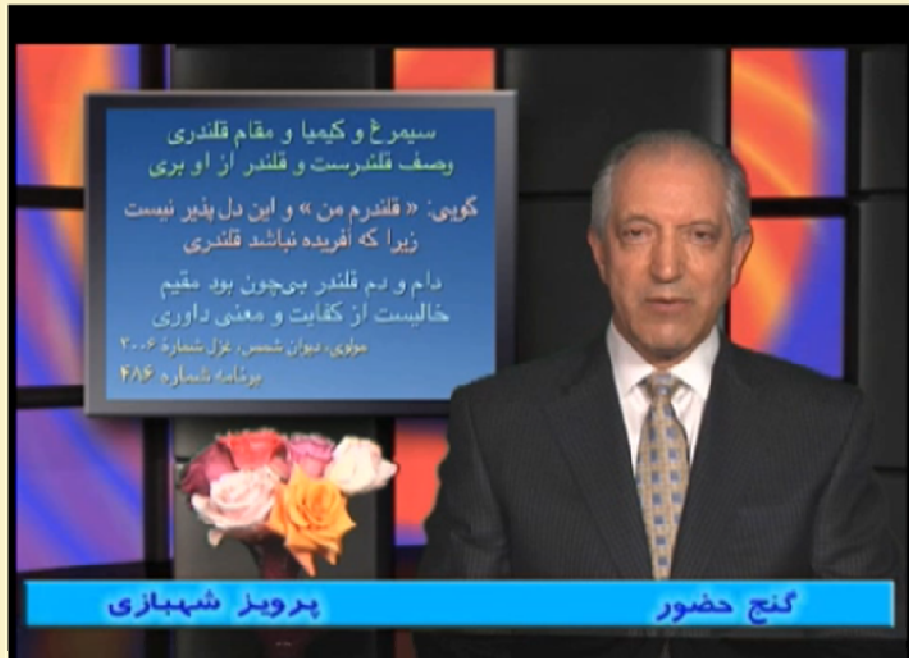 سیمرغ و کیمیا و مقام قلندری
وصف قلندرست و قلندر از او بری
گویی: « قلندرم من » و این دل پذیر نیست
زیرا که آفریده نباشد قلندری
دام و دم قلندر بی‌چون بود مقیم
خالیست از کفایت و معنی داوری
مولوی، دیوان شمس، غزل شمارهٔ ۳۰۰۶
برنامه شماره ۴۸۶
گنج حضور
پرویز شهبازی